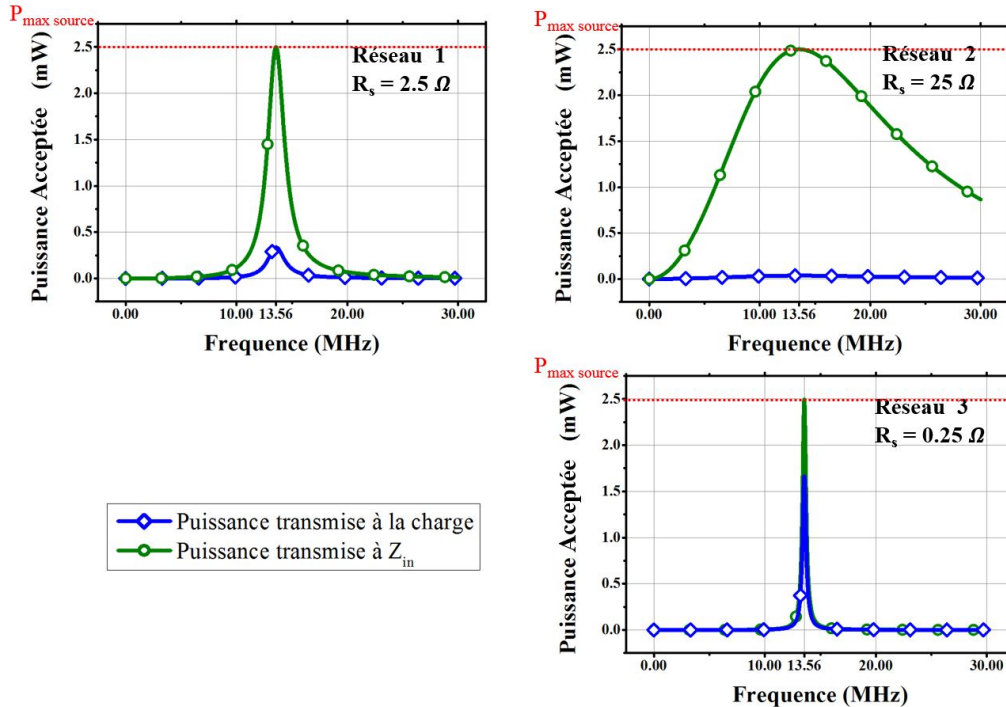 P max source
Puissance Acceptée (mW)
2.5
2.0
1.5
1.0
0.5
0.0
Réseau 1
Rs = 2.5 Ω
0.00
10.00
13.56
20.00
30.00
Frequence (MHz)
P max source
Puissance Acceptée (mW)
2.5
2.0
1.5
1.0
0.5
0.0
Réseau 2
Rs = 25 Ω
0.00
10.00
13.56
20.00
30.00
Frequence (MHz)
P max source
Puissance Acceptée (mW)
2.5
2.0
1.5
1.0
0.5
0.0
Réseau 3
Rs = 0.25 Ω
0.00
10.00
13.56
20.00
30.00
Frequence (MHz)
Puissance transmise à la charge
Puissance transmise à Zin